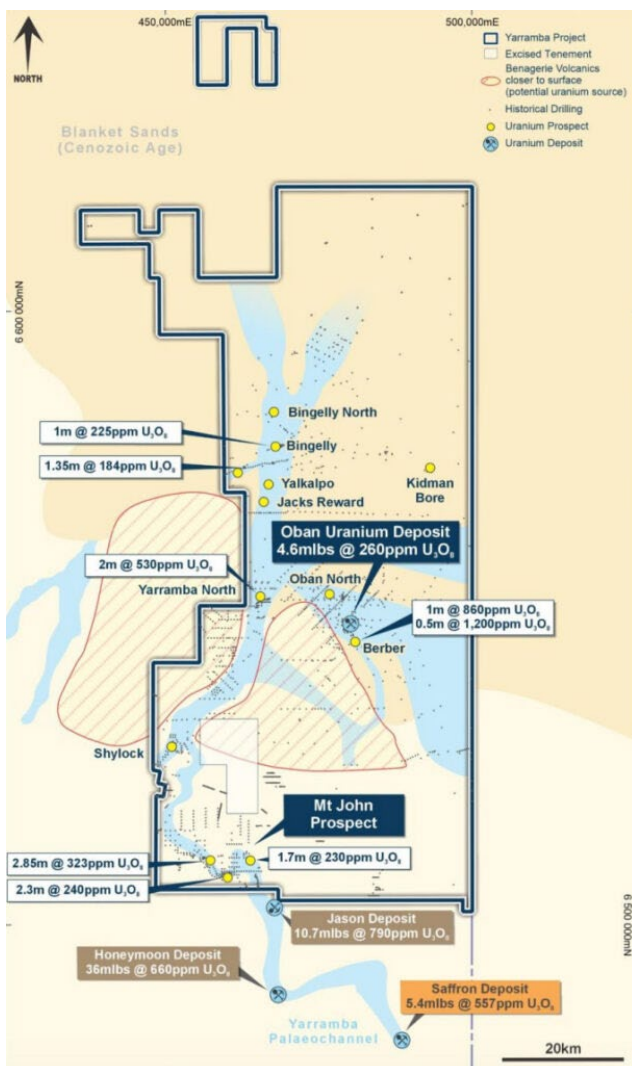 450,000mE
500,000mE
NORTH
Yarramba Project
Excised Tenement
Benagerie Volcanics
closer to surface
(potential uranium source)
Historical Drilling
Uranium Prospect
Uranium Deposit
Blanket Sands
(Cenozoic Age)
6 600 000mN
Bingelly North
1m @ 225ppm U₃O₈
Bingelly
1.35m @ 184ppm U₃O₈
Yalkalpo
Kidman
Bore
Jacks Reward
Oban Uranium Deposit
4.6mlbs @ 260ppm U₃O₈
2m @ 530ppm U₃O₈
Oban North
Yarramba North
1m @ 860ppm U₃O₈
0.5m @ 1,200ppm U₃O₈
Berber
Shylock
Mt John
Prospect
2.85m @ 323ppm U₃O₈
1.7m @ 230ppm U₃O₈
2.3m @ 240ppm U₃O₈
6 500 000mN
Jason Deposit
10.7mlbs @ 790ppm U₃O₈
Honeymoon Deposit
36mlbs @ 660ppm U₃O₈
Saffron Deposit
5.4mlbs @ 557ppm U₃O₈
Yarramba
Palaeochannel
20km